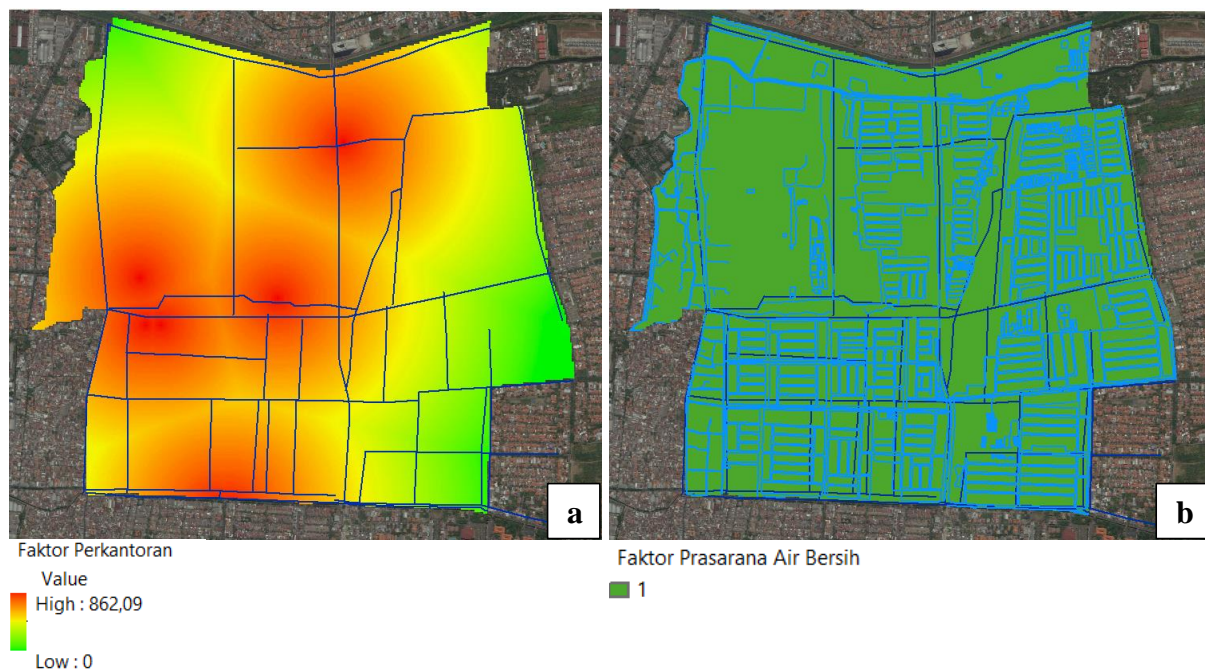 a
b
Faktor Perkantoran
Value
High : 862,09
Low : 0
Faktor Prasarana Air Bersih
1